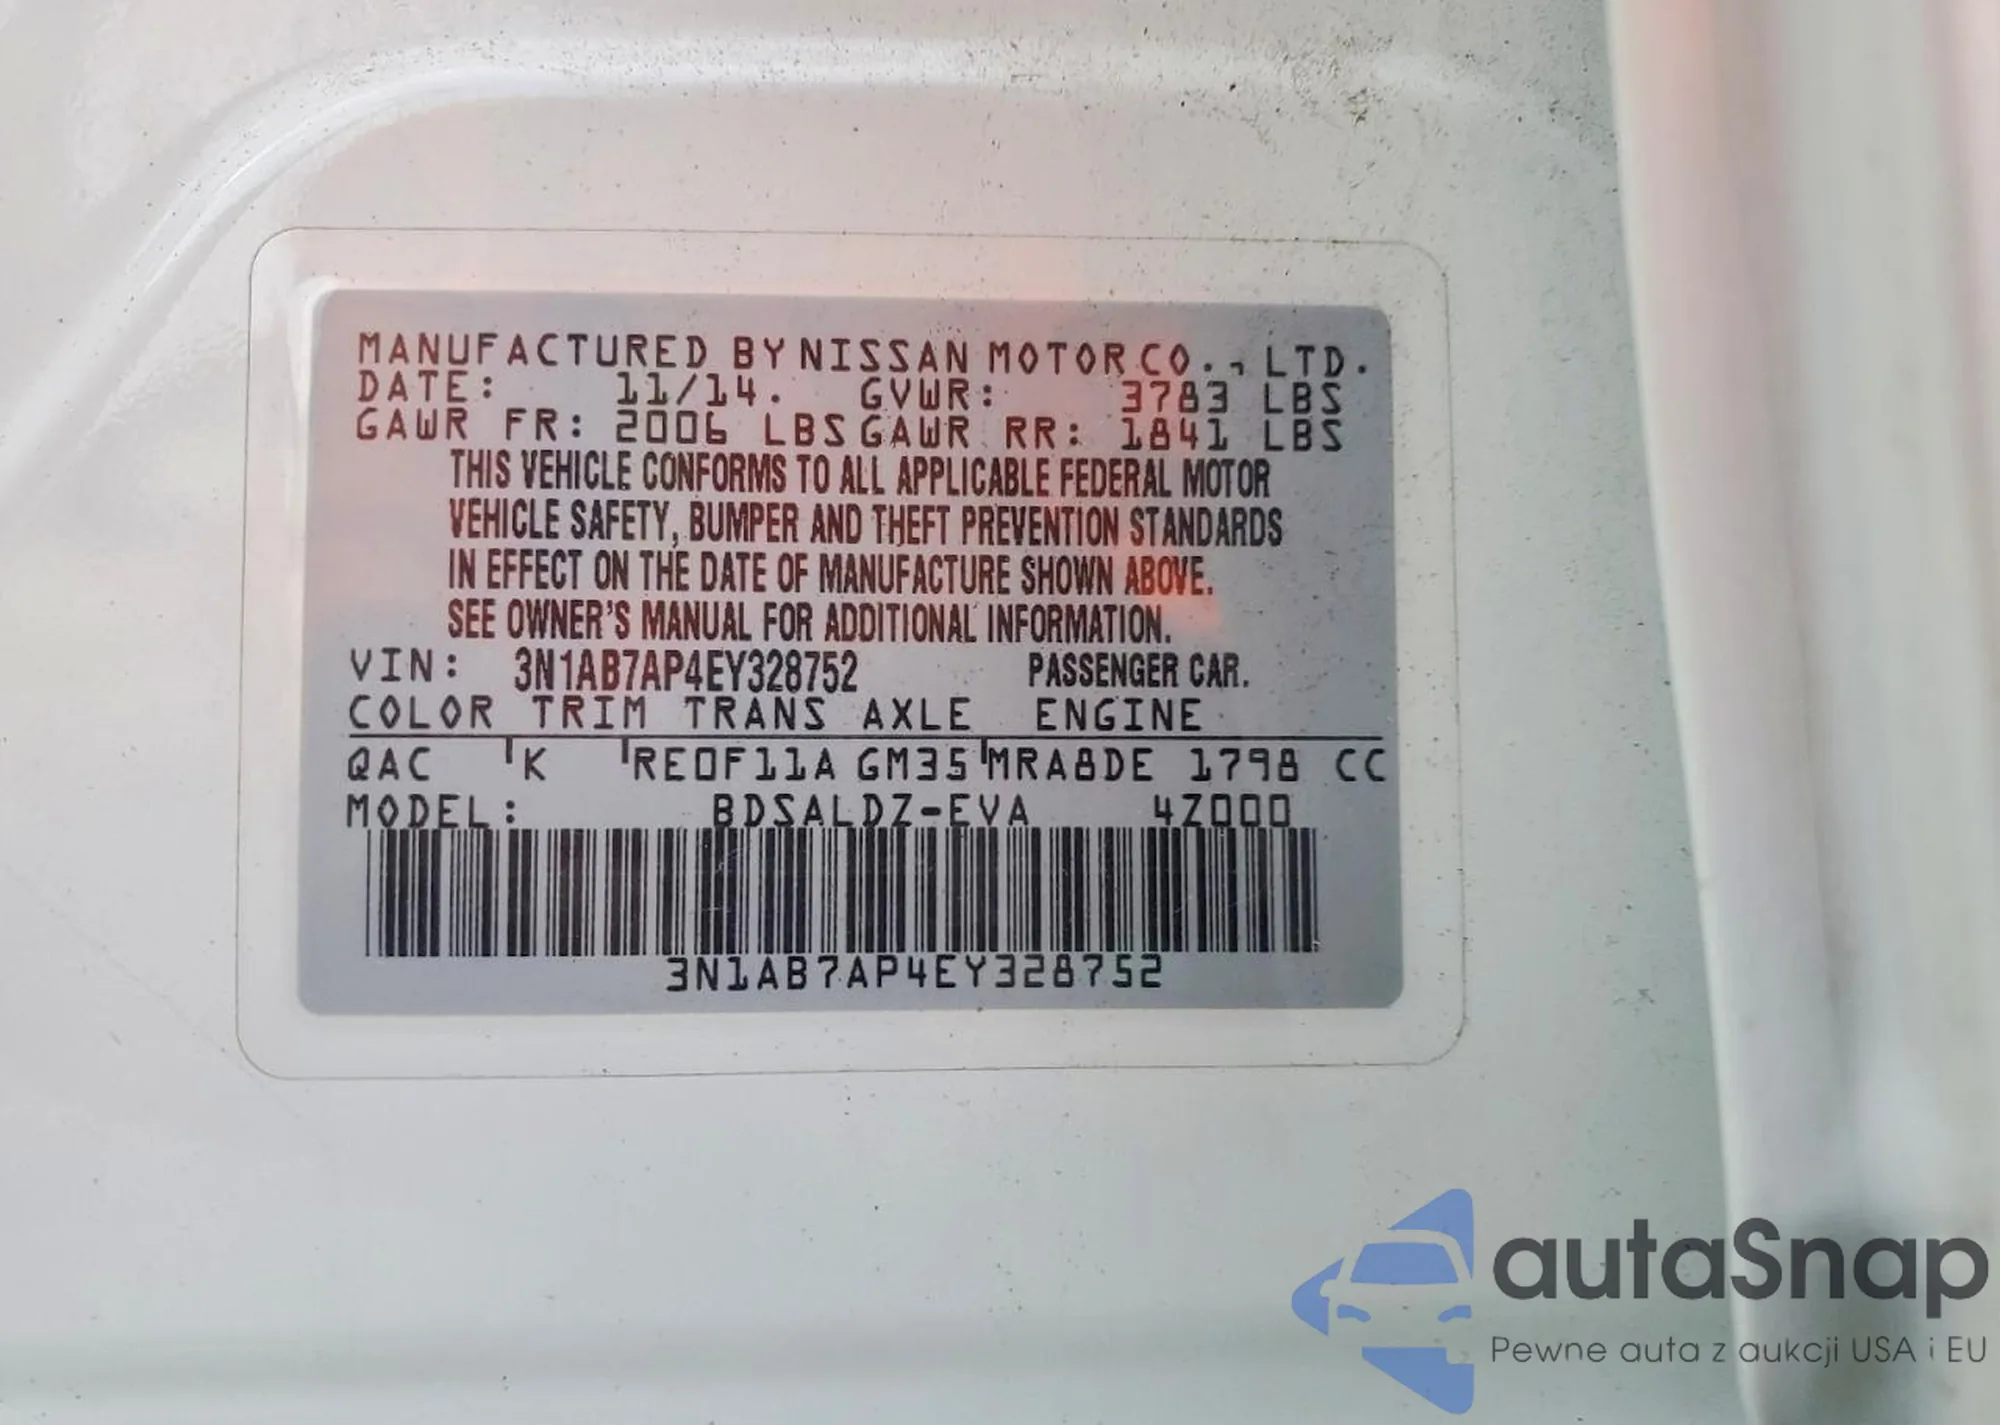 MANUFACTURED BY NISSAN MOTOR CO., LTD.
DATE: 11/14. GVWR: 3783 LBS
GAWR FR: 2006 LBS GAWR RR: 1841 LBS
THIS VEHICLE CONFORMS TO ALL APPLICABLE FEDERAL MOTOR
VEHICLE SAFETY, BUMPER AND THEFT PREVENTION STANDARDS
IN EFFECT ON THE DATE OF MANUFACTURE SHOWN ABOVE.
SEE OWNER'S MANUAL FOR ADDITIONAL INFORMATION.
VIN: 3N1AB7AP4EY328752 PASSENGER CAR.
COLOR TRIM TRANS AXLE ENGINE
QAC K RE0F11A GM35 MRA8DE 1798 CC
MODEL: BDSALDZ-EVA 4Z000
3N1AB7AP4EY328752
autaSnap
Pewne auta z aukcji USA i EU